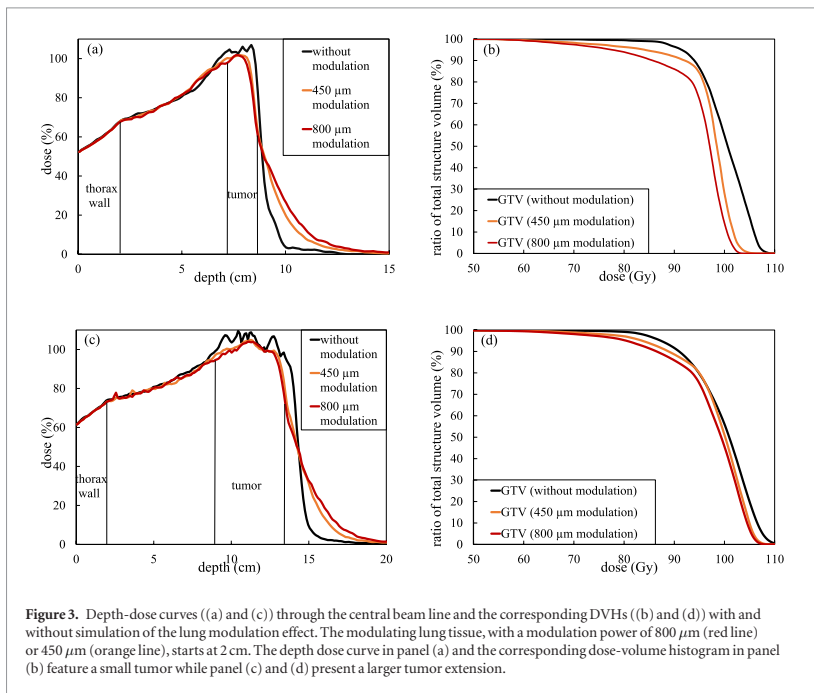 (a)
without modulation
450 µm modulation
800 µm modulation
dose (%)
120
100
80
60
40
20
0
thorax wall
tumor
0 5 10 15
depth (cm)
(b)
ratio of total structure volume (%)
100
90
80
70
60
50
40
30
20
10
0
GTV (without modulation)
GTV (450 µm modulation)
GTV (800 µm modulation)
50 60 70 80 90 100 110
dose (Gy)
(c)
without modulation
450 µm modulation
800 µm modulation
dose (%)
100
80
60
40
20
0
thorax wall
tumor
0 5 10 15 20
depth (cm)
(d)
ratio of total structure volume (%)
100
90
80
70
60
50
40
30
20
10
0
GTV (without modulation)
GTV (450 µm modulation)
GTV (800 µm modulation)
50 60 70 80 90 100 110
dose (Gy)
Figure 3. Depth-dose curves ((a) and (c)) through the central beam line and the corresponding DVHs ((b) and (d)) with and
without simulation of the lung modulation effect. The modulating lung tissue, with a modulation power of 800 µm (red line)
or 450 µm (orange line), starts at 2 cm. The depth dose curve in panel (a) and the corresponding dose-volume histogram in panel
(b) feature a small tumor while panel (c) and (d) present a larger tumor extension.